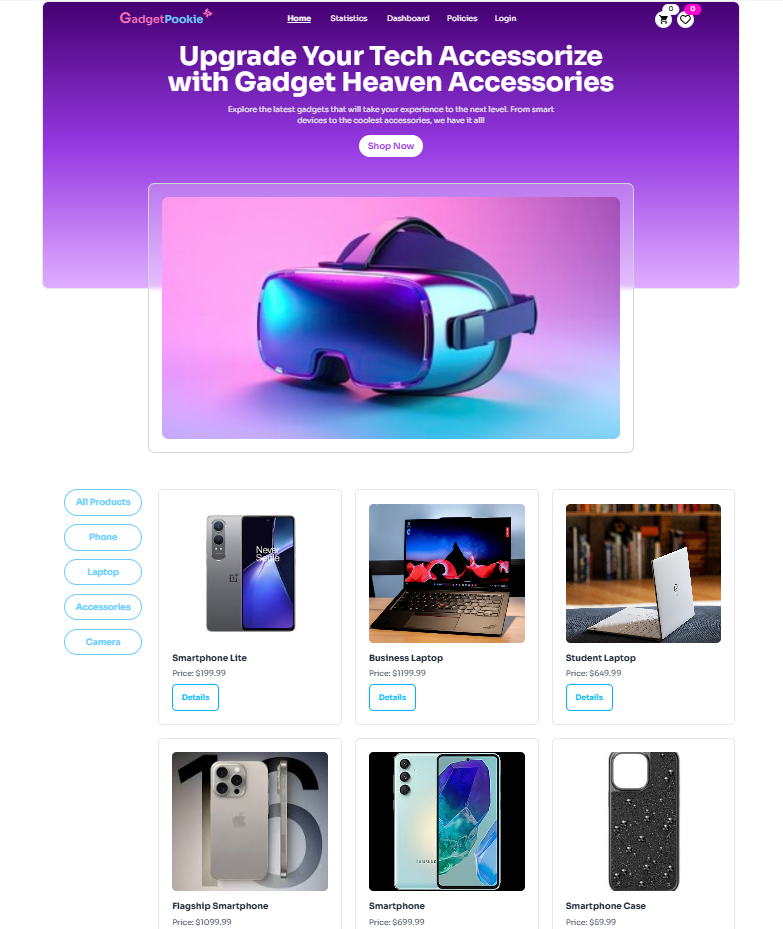 GadgetPookie
Home Statistics Dashboard Policies Login
0 0
Upgrade Your Tech Accessorize
with Gadget Heaven Accessories
Explore the latest gadgets that will take your experience to the next level. From smart
devices to the coolest accessories, we have it all!
Shop Now
All Products
Phone
Laptop
Accessories
Camera
Never
Settle
Smartphone Lite
Price: $199.99
Details
Business Laptop
Price: $1199.99
Details
Student Laptop
Price: $649.99
Details
16
Flagship Smartphone
Price: $1099.99
SAMSUNG
Smartphone
Price: $699.99
Smartphone Case
Price: $59.99